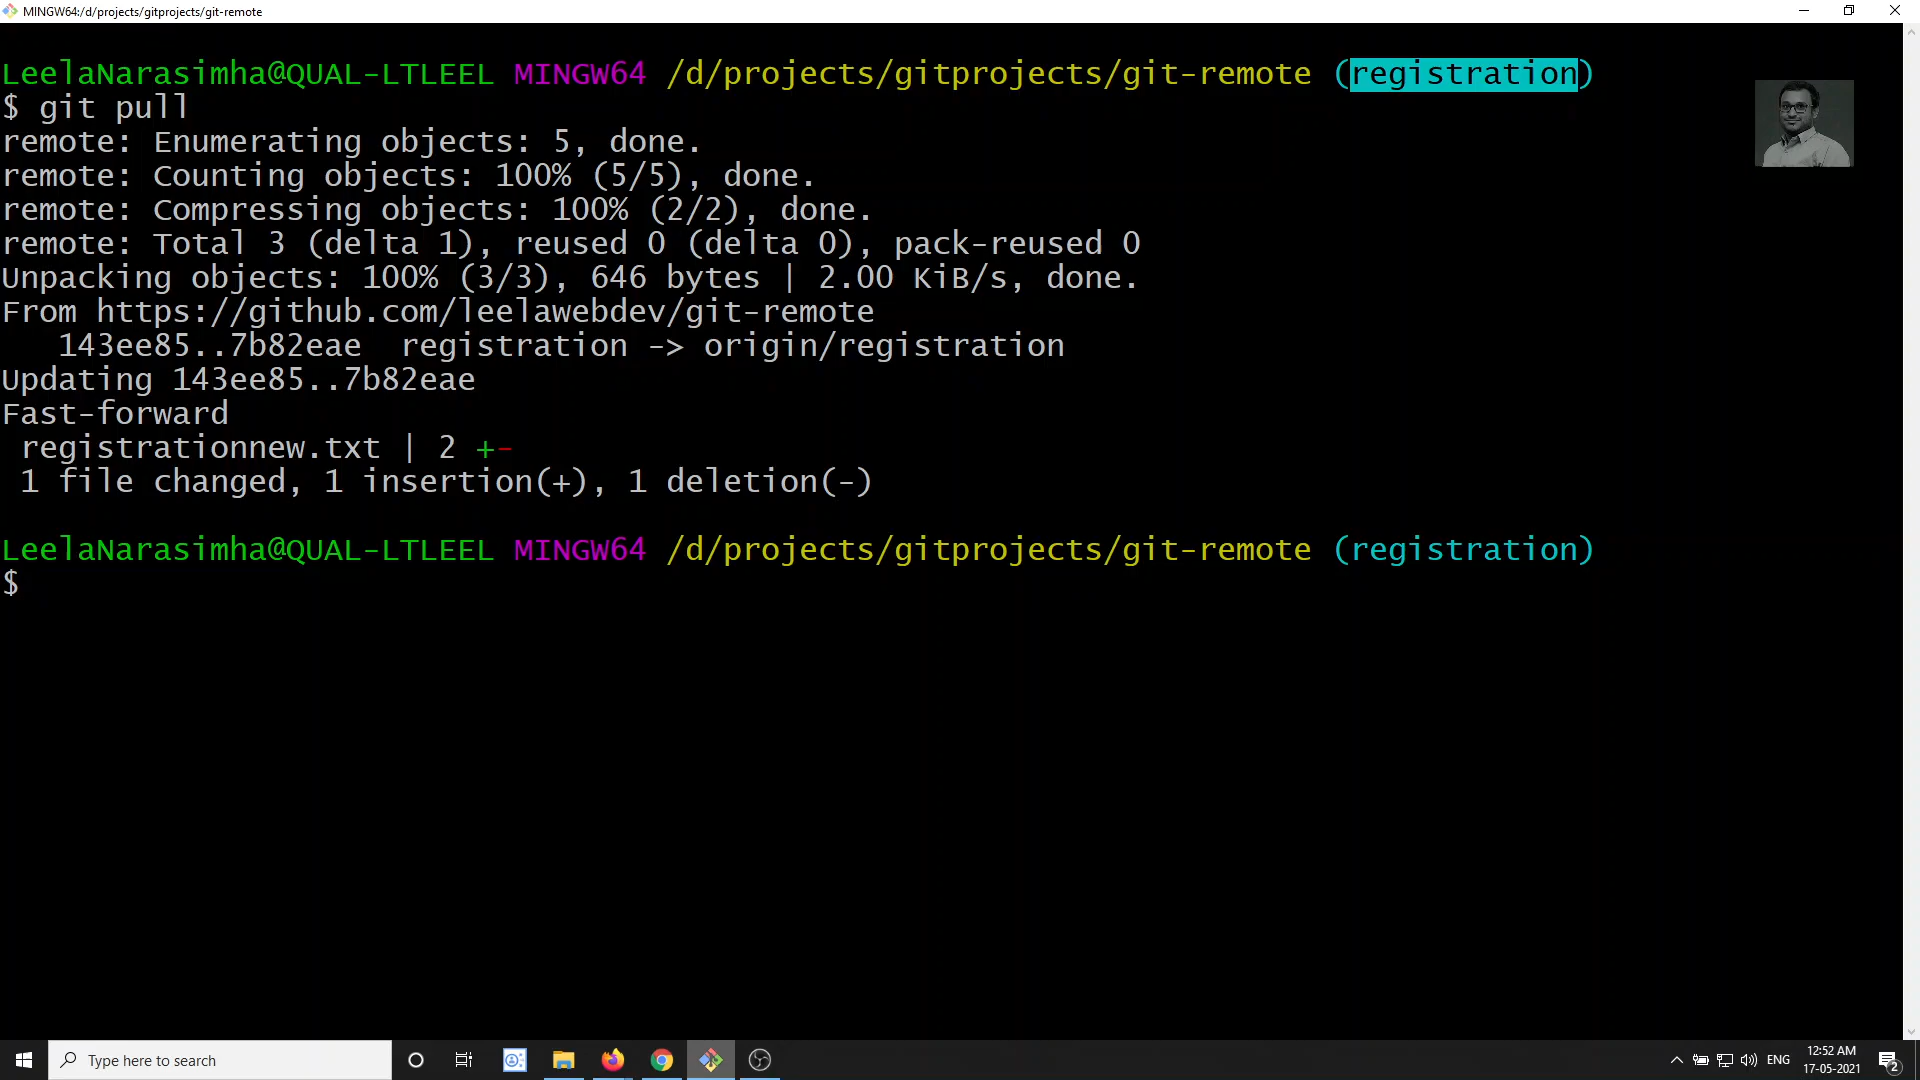 MINGW64:/d/projects/gitprojects/git-remote
LeelaNarasimha@QUAL-LTLEEL MINGW64 /d/projects/gitprojects/git-remote (registration)
$ git pull
remote: Enumerating objects: 5, done.
remote: Counting objects: 100% (5/5), done.
remote: Compressing objects: 100% (2/2), done.
remote: Total 3 (delta 1), reused 0 (delta 0), pack-reused 0
Unpacking objects: 100% (3/3), 646 bytes | 2.00 KiB/s, done.
From https://github.com/leelawebdev/git-remote
   143ee85..7b82eae  registration -> origin/registration
Updating 143ee85..7b82eae
Fast-forward
 registrationnew.txt | 2 +-
 1 file changed, 1 insertion(+), 1 deletion(-)
LeelaNarasimha@QUAL-LTLEEL MINGW64 /d/projects/gitprojects/git-remote (registration)
$
Type here to search
ENG
12:52 AM
17-05-2021
2